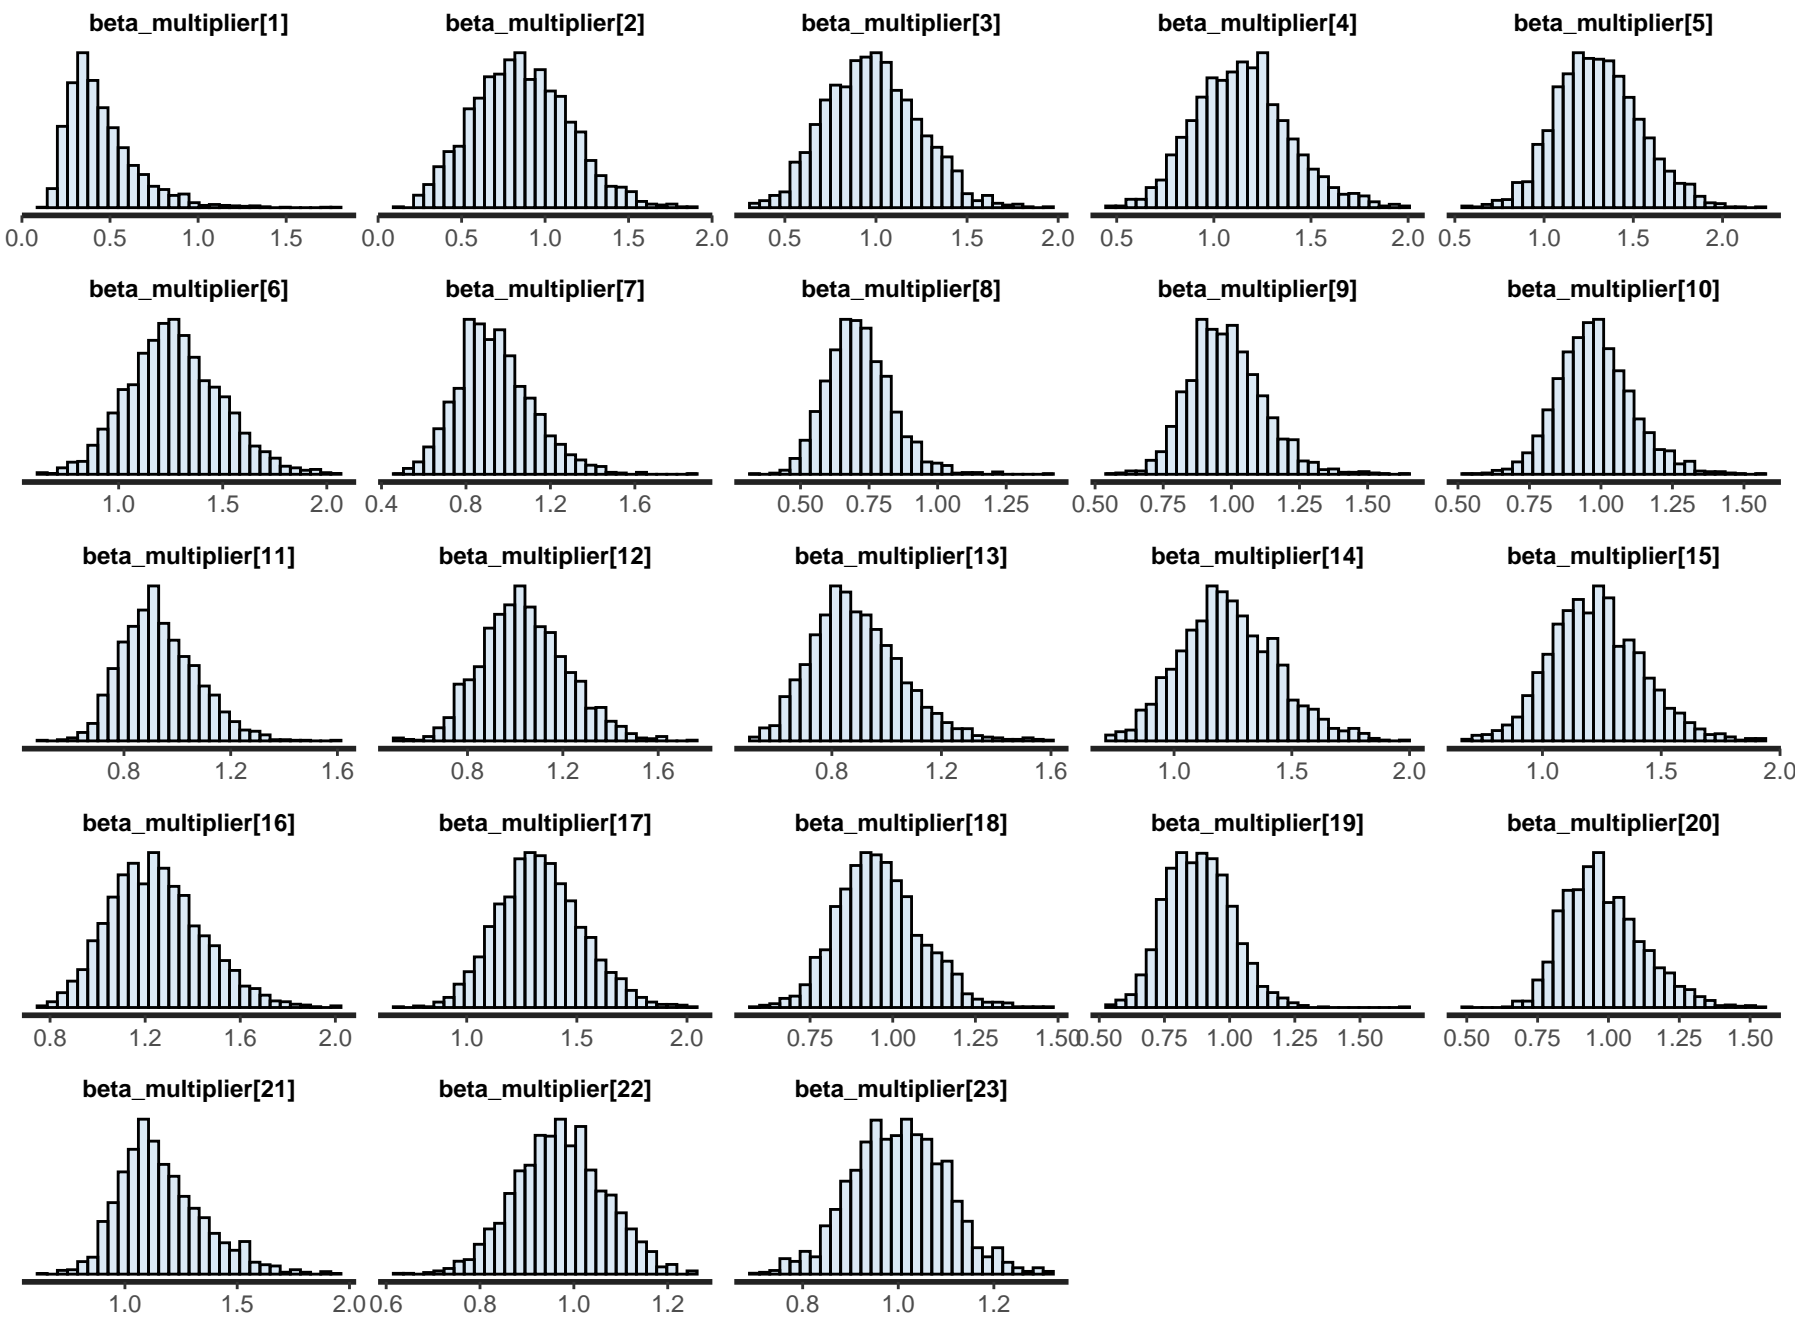 beta_multiplier[1] beta_multiplier[2] beta_multiplier[3] beta_multiplier[4] beta_multiplier[5]
0.0 0.5 1.0 1.5 0.0 0.5 1.0 1.5 2.0 0.5 1.0 1.5 2.0 0.5 1.0 1.5 2.0 0.5 1.0 1.5 2.0
beta_multiplier[6] beta_multiplier[7] beta_multiplier[8] beta_multiplier[9] beta_multiplier[10]
1.0 1.5 2.0 0.4 0.8 1.2 1.6 0.50 0.75 1.00 1.25 0.50 0.75 1.00 1.25 1.50 0.50 0.75 1.00 1.25 1.50
beta_multiplier[11] beta_multiplier[12] beta_multiplier[13] beta_multiplier[14] beta_multiplier[15]
0.8 1.2 1.6 0.8 1.2 1.6 0.8 1.2 1.6 1.0 1.5 2.0 1.0 1.5 2.0
beta_multiplier[16] beta_multiplier[17] beta_multiplier[18] beta_multiplier[19] beta_multiplier[20]
0.8 1.2 1.6 2.0 1.0 1.5 2.0 0.75 1.00 1.25 1.50 0.50 0.75 1.00 1.25 1.50 0.50 0.75 1.00 1.25 1.50
beta_multiplier[21] beta_multiplier[22] beta_multiplier[23]
1.0 1.5 2.0 0.6 0.8 1.0 1.2 0.8 1.0 1.2